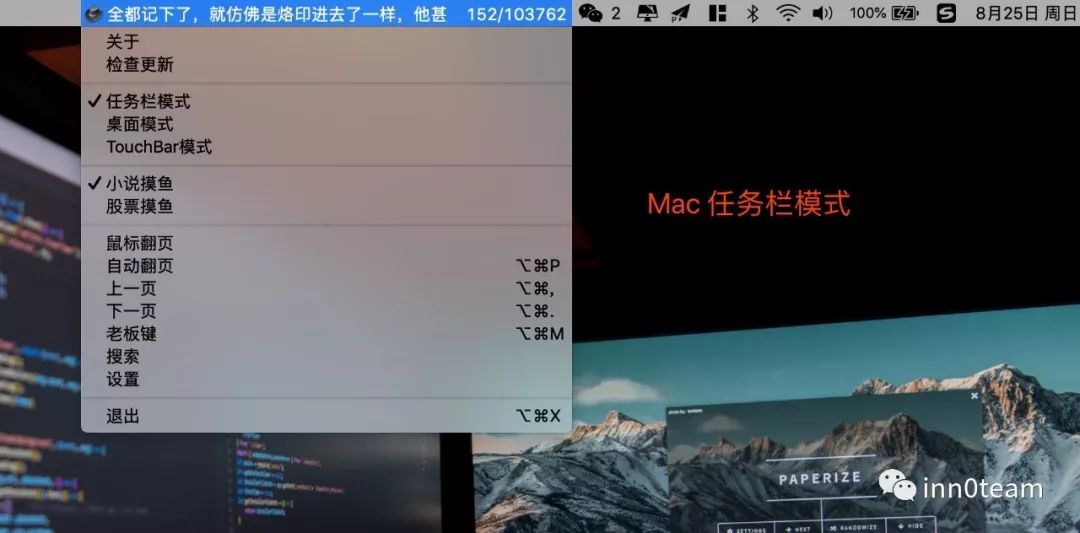 全都记下了，就仿佛是烙印进去了一样，他甚 152/103762 2 100% 8月25日 周日
关于
检查更新
✓任务栏模式
桌面模式
TouchBar模式
Mac 任务栏模式
✓小说摸鱼
股票摸鱼
鼠标翻页
自动翻页 ⌥⌘P
上一页 ⌥⌘,
下一页 ⌥⌘.
老板键 ⌥⌘M
搜索
设置
退出 ⌥⌘X
PAPERIZE
inn0team
SETTINGS NEXT RANDOMIZE HIDE